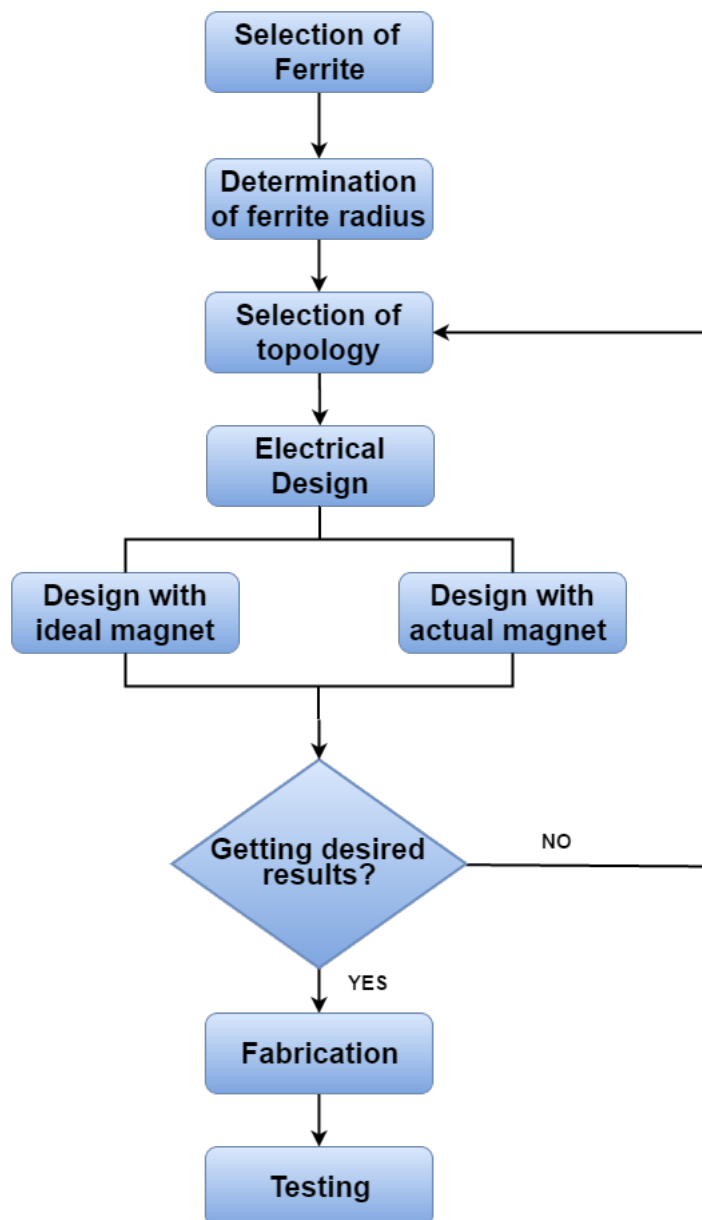 Selection of
Ferrite
Determination
of ferrite radius
Selection of
topology
Electrical
Design
Design with
ideal magnet
Design with
actual magnet
Getting desired
results?
NO
YES
Fabrication
Testing